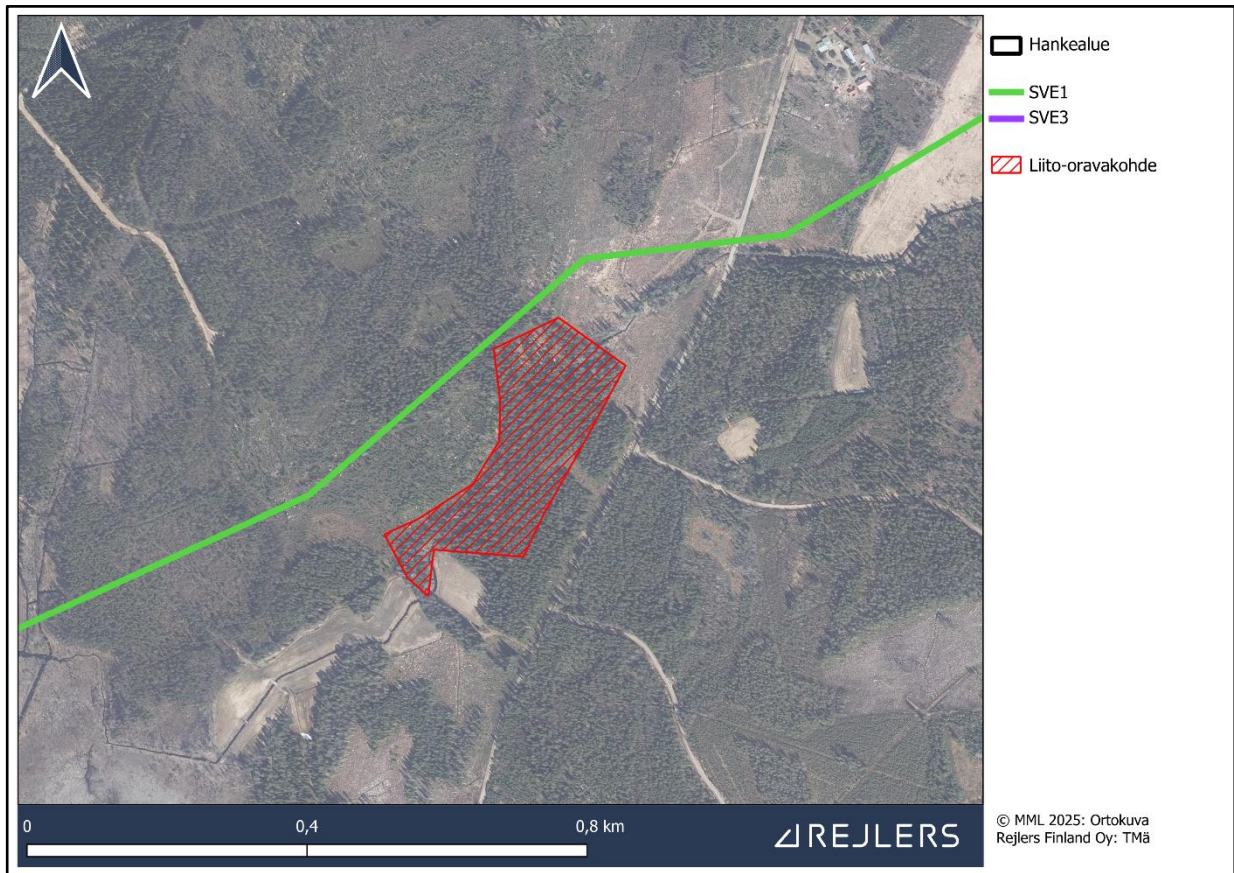 Hankealue
SVE1
SVE3
Liito-oravakohde
0
0,4
0,8 km
REJLERS
© MML 2025: Ortokuva
Rejlers Finland Oy: TMä